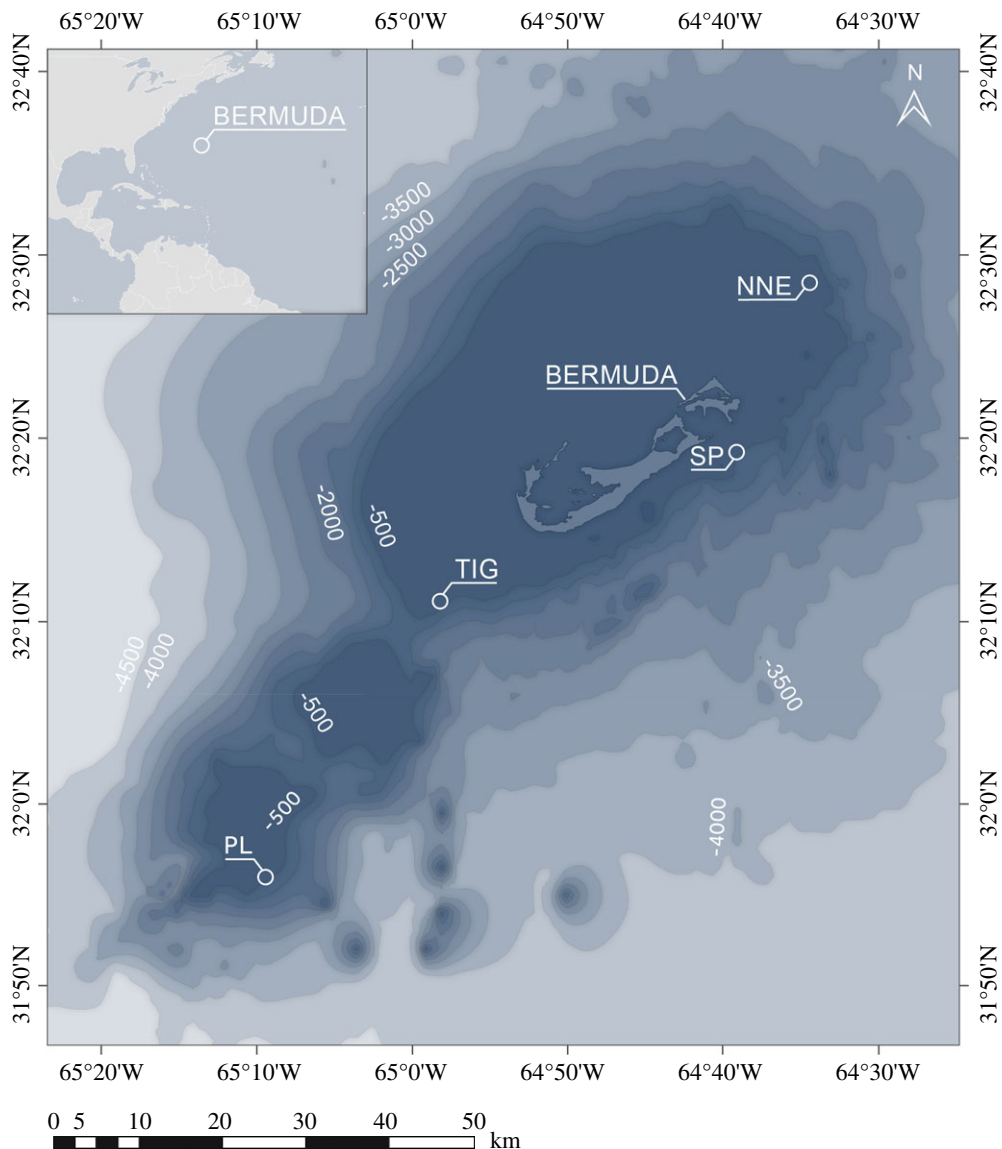 65°20'W 65°10'W 65°0'W 64°50'W 64°40'W 64°30'W
32°40'N
32°40'N
BERMUDA
N
-3500
-3000
-2500
32°30'N
32°30'N
NNE
BERMUDA
32°20'N
32°20'N
SP
-2000
-500
TIG
32°10'N
32°10'N
-4500
-4000
-3500
-500
32°0'N
32°0'N
-500
-4000
PL
31°50'N
31°50'N
65°20'W 65°10'W 65°0'W 64°50'W 64°40'W 64°30'W
0 5 10 20 30 40 50
km